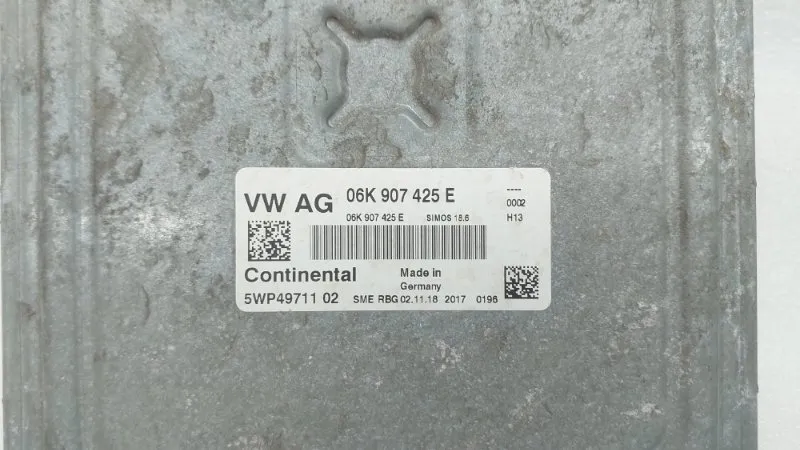 VW AG 06K 907 425 E ----
0002
06K 907 425 E SIMOS 18.6 H13
Continental Made in
Germany
5WP49711 02 SME RBG 02.11.18 2017 0196